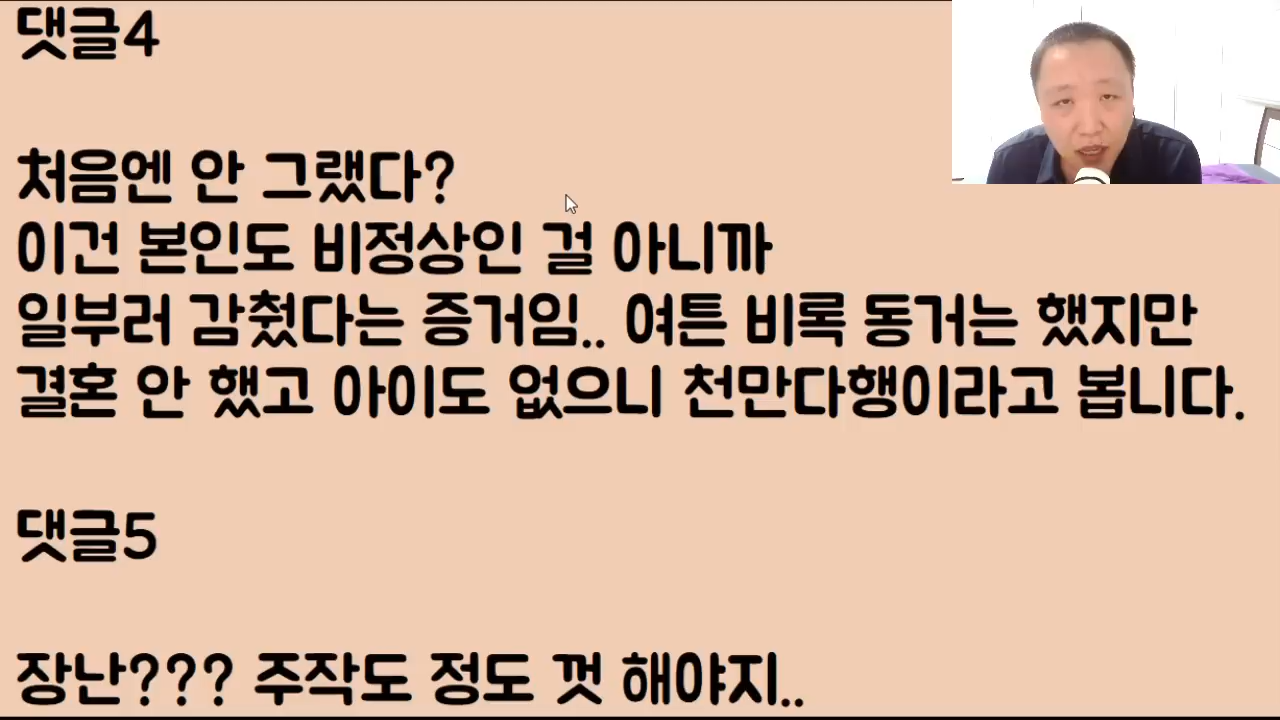 댓글4
처음엔 안 그랬다?
이건 본인도 비정상인 걸 아니까
일부러 감췄다는 증거임.. 여튼 비록 동거는 했지만
결혼 안 했고 아이도 없으니 천만다행이라고 봅니다.
댓글5
장난??? 주작도 정도 껏 해야지..